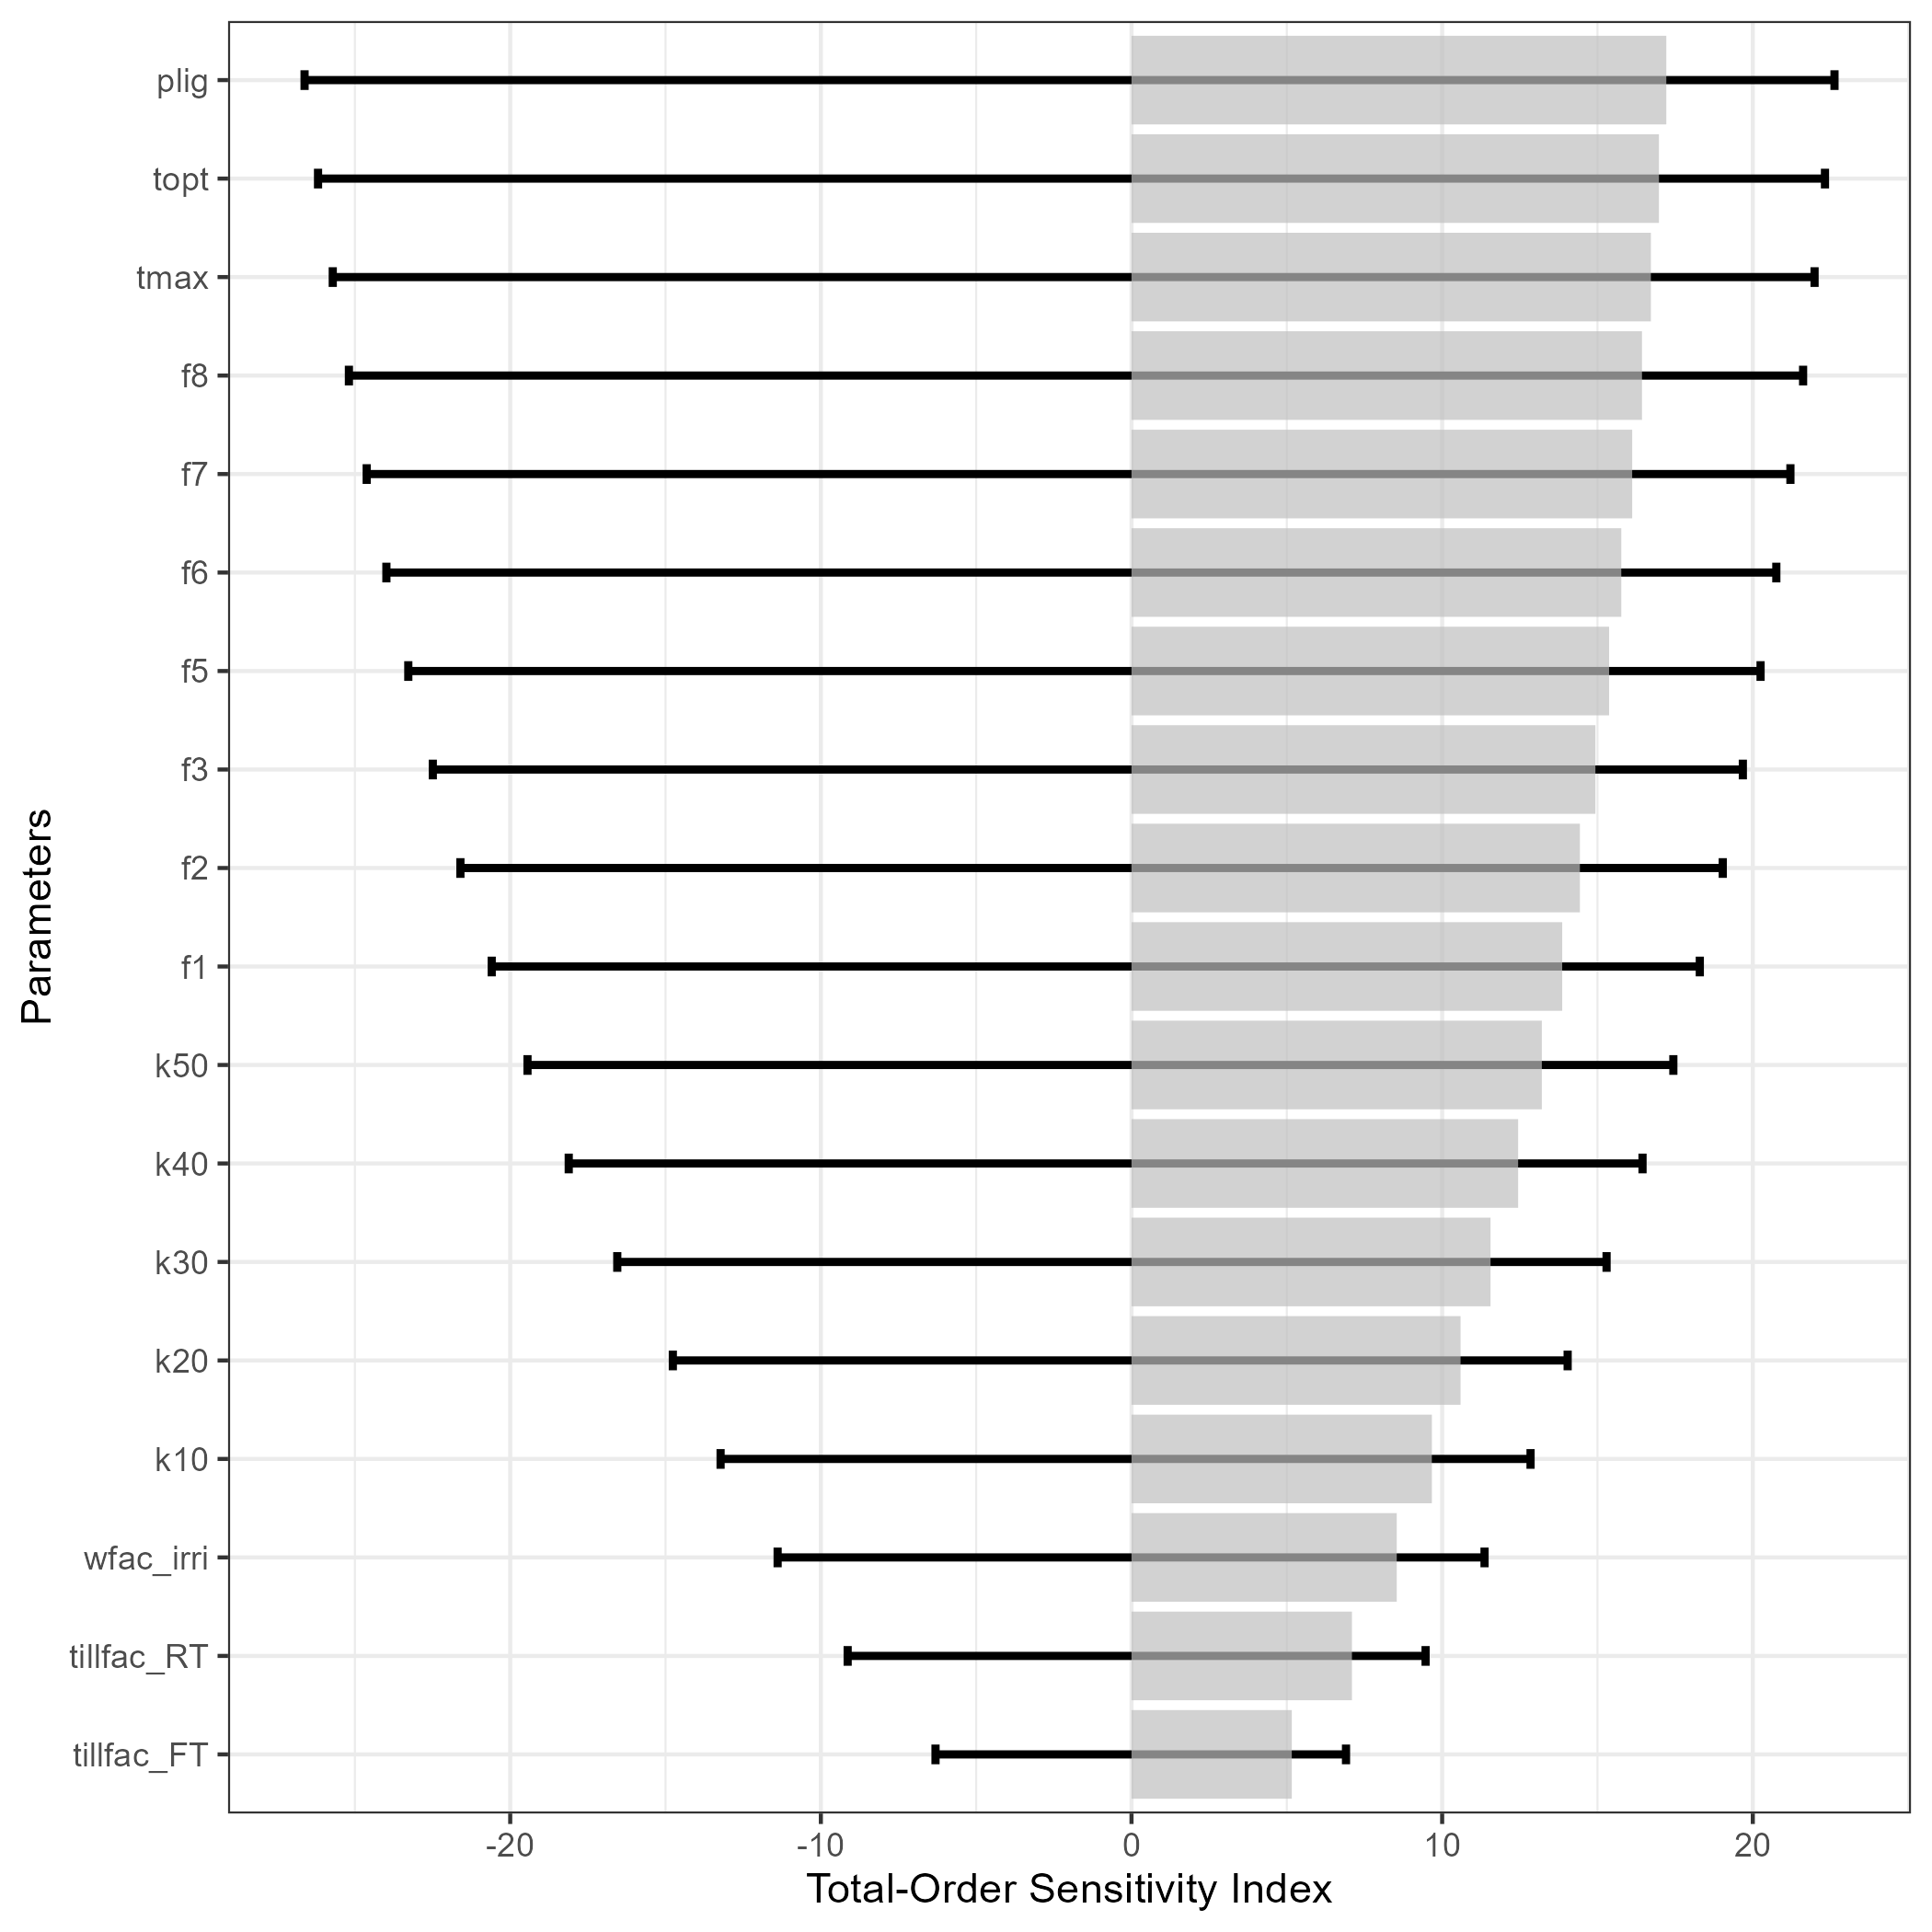 plig
topt
tmax
f8
f7
f6
f5
f3
f2
f1
k50
k40
k30
k20
k10
wfac_irri
tillfac_RT
tillfac_FT
Parameters
-20 -10 0 10 20
Total-Order Sensitivity Index